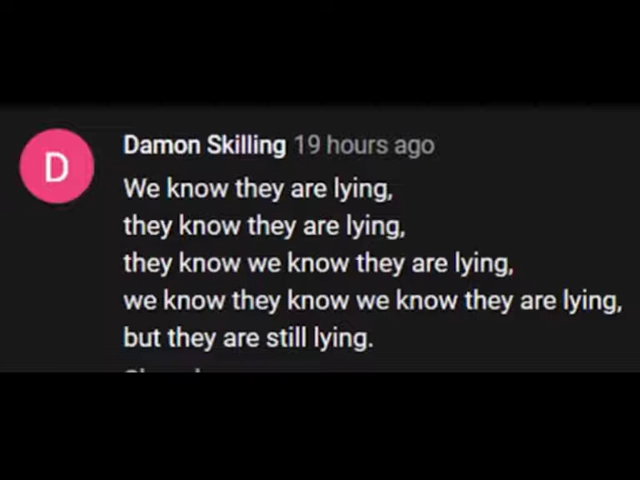 D
Damon Skilling 19 hours ago
We know they are lying,
they know they are lying,
they know we know they are lying,
we know they know we know they are lying,
but they are still lying.